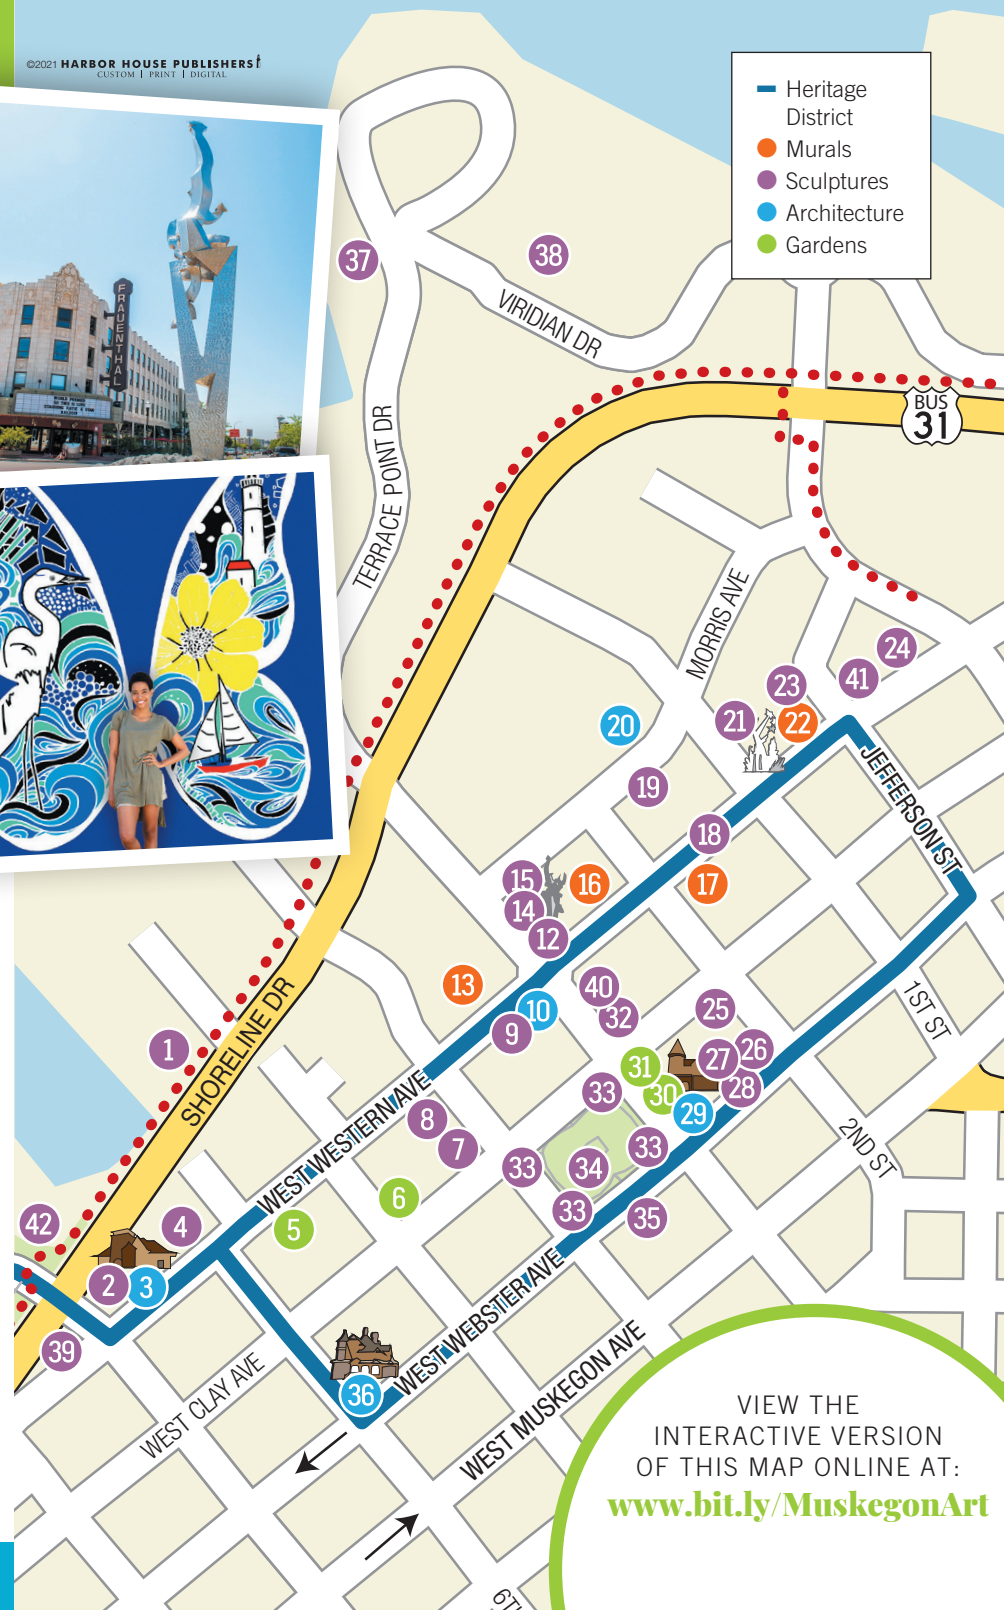 ©2021 HARBOR HOUSE PUBLISHERS
CUSTOM | PRINT | DIGITAL
Heritage
District
Murals
Sculptures
Architecture
Gardens
FRAUENTHAL
37
38
VIRIDIAN DR
BUS
31
TERRACE POINT DR
MORRIS AVE
24
41
23
22
21
20
JEFFERSON ST
19
18
17
16
15
14
12
13
40
32
10
9
25
26
27
28
31
30
29
1ST ST
1
SHORELINE DR
33
8
7
33
34
33
33
35
2ND ST
WEST WESTERN AVE
6
5
42
4
2
3
39
36
WEST WEBSTER AVE
WEST CLAY AVE
WEST MUSKEGON AVE
VIEW THE
INTERACTIVE VERSION
OF THIS MAP ONLINE AT:
www.bit.ly/MuskegonArt